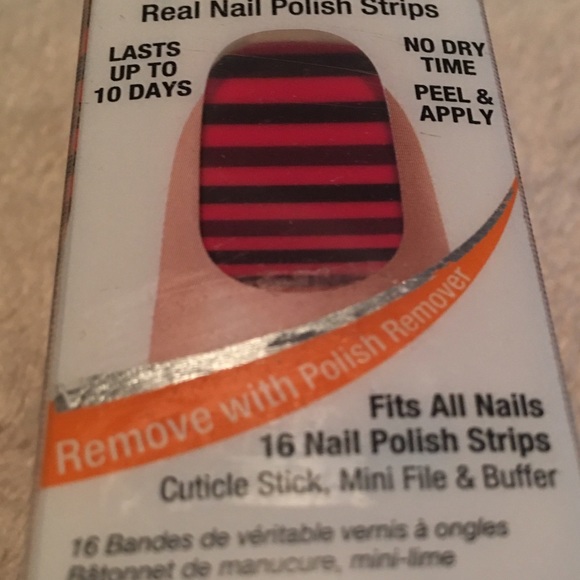 Real Nail Polish Strips
LASTS
UP TO
10 DAYS
NO DRY
TIME
PEEL &
APPLY
Remove with Polish Remover
Fits All Nails
16 Nail Polish Strips
Cuticle Stick, Mini File & Buffer
16 Bandes de véritable vernis à ongles
Bâtonnet de manucure, mini-lime